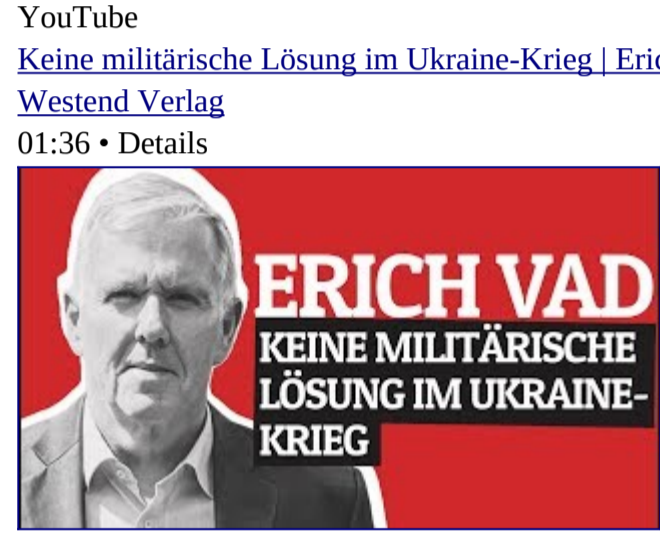 YouTube
Keine militärische Lösung im Ukraine-Krieg | Eric
Westend Verlag
01:36 • Details
ERICH VAD
KEINE MILITÄRISCHE
LÖSUNG IM UKRAINE-
KRIEG